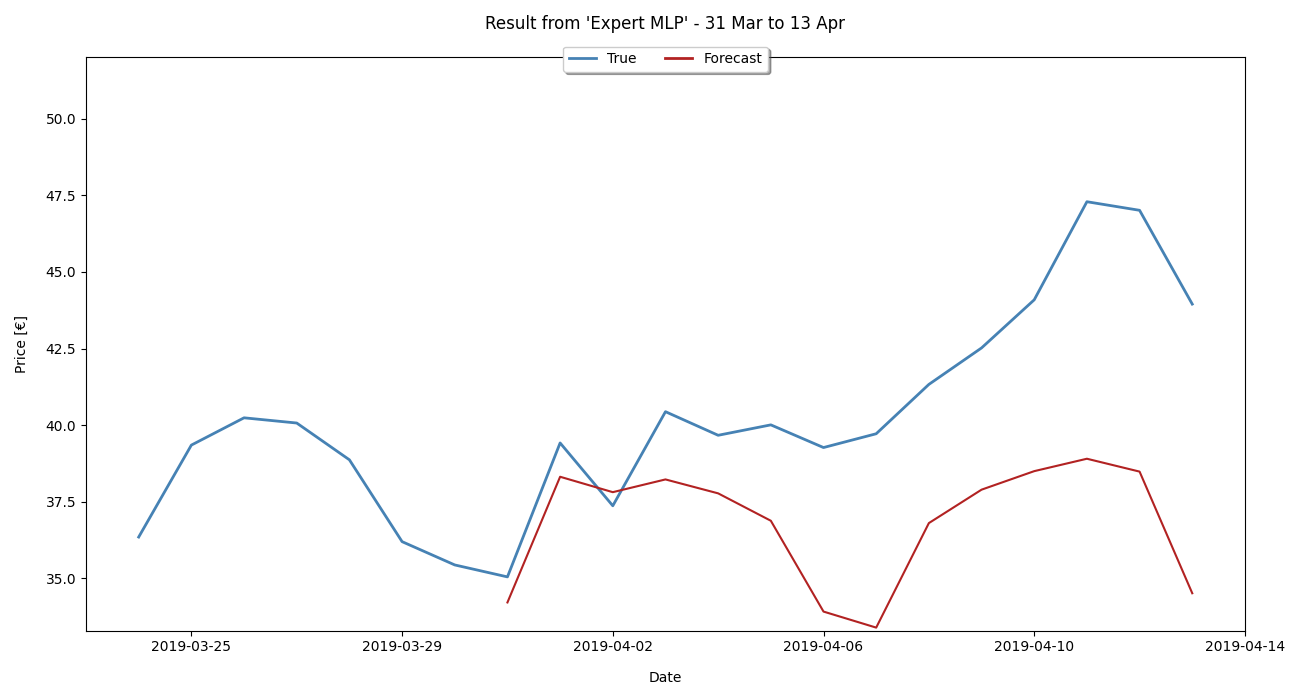 Result from 'Expert MLP' - 31 Mar to 13 Apr
True
Forecast
Price [€]
50.0
47.5
45.0
42.5
40.0
37.5
35.0
2019-03-25
2019-03-29
2019-04-02
2019-04-06
2019-04-10
2019-04-14
Date